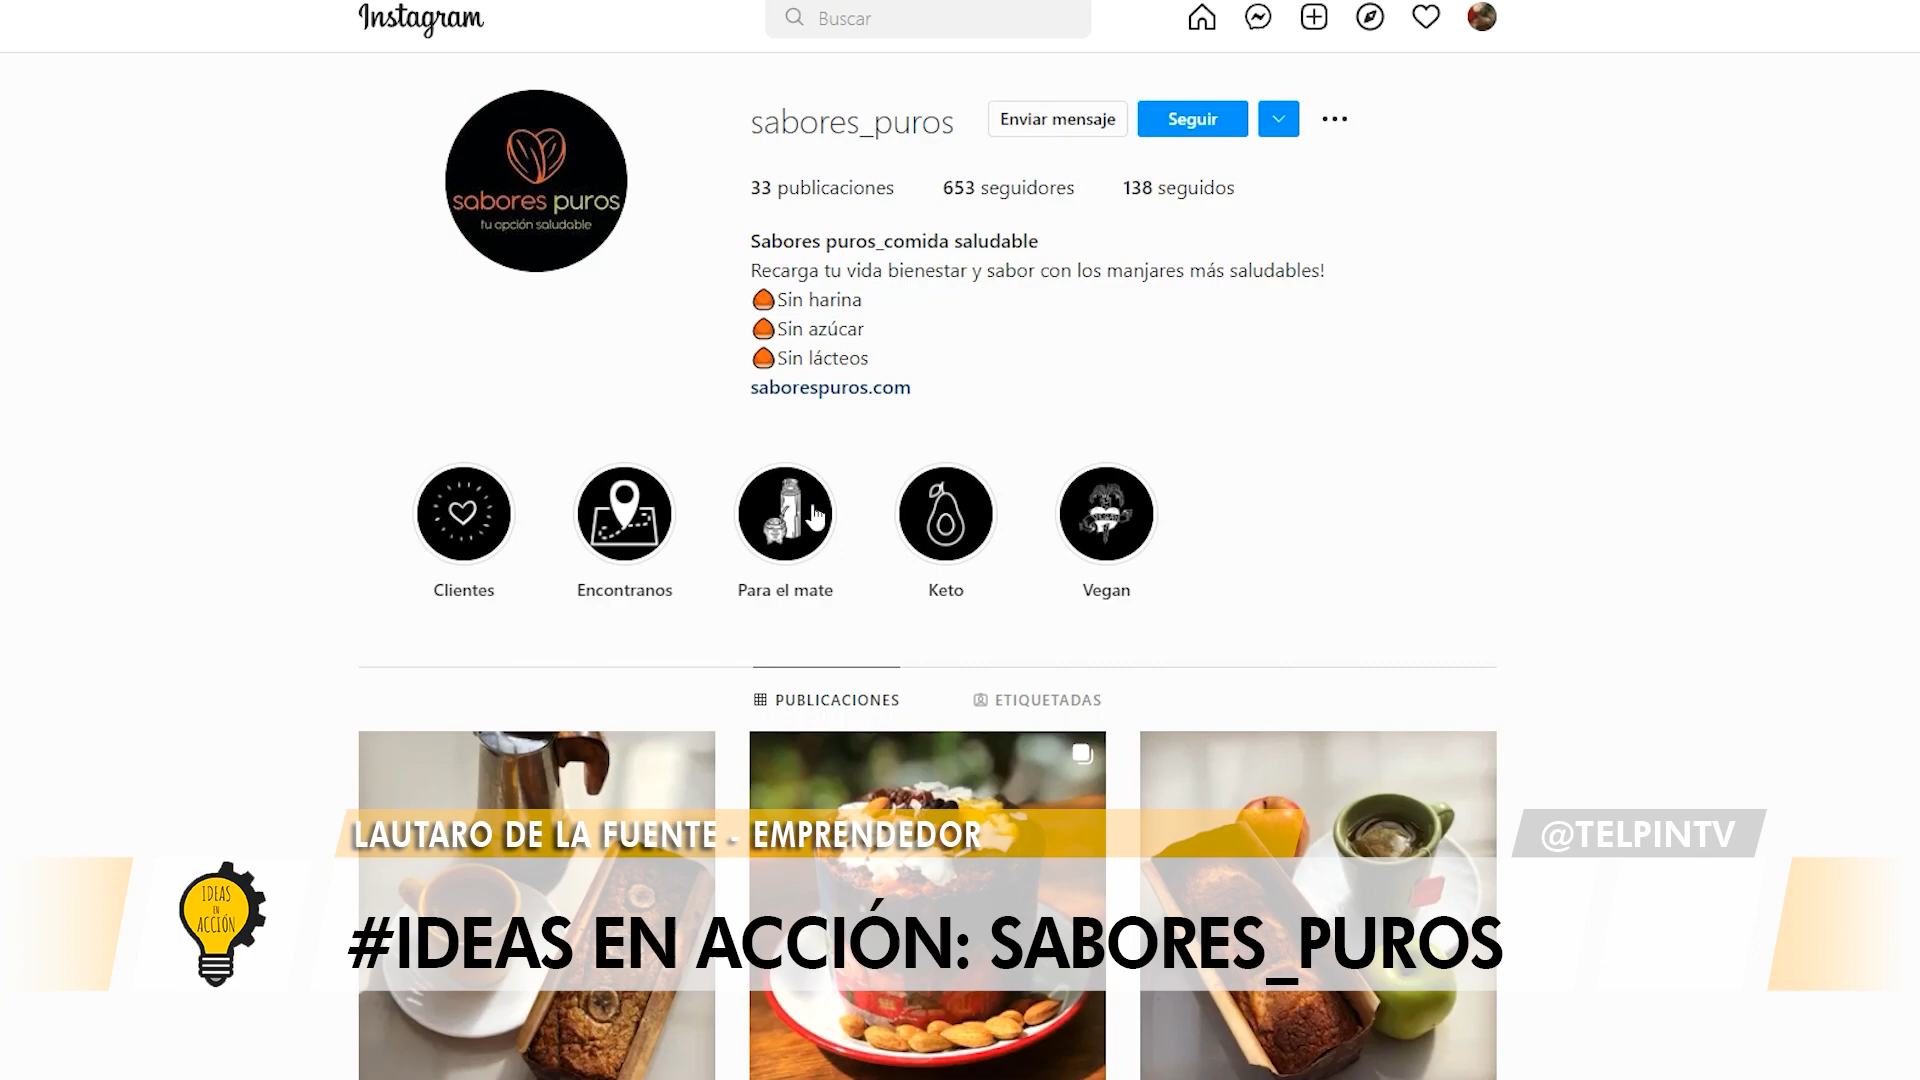 Instagram
Buscar
sabores puros
tu opción saludable
sabores_puros
Enviar mensaje
Seguir
33 publicaciones 653 seguidores 138 seguidos
Sabores puros_comida saludable
Recarga tu vida bienestar y sabor con los manjares más saludables!
Sin harina
Sin azúcar
Sin lácteos
saborespuros.com
Clientes
Encontranos
Para el mate
Keto
Vegan
PUBLICACIONES
ETIQUETADAS
LAUTARO DE LA FUENTE - EMPRENDEDOR
@TELPINTV
IDEAS
EN
ACCIÓN
#IDEAS EN ACCIÓN: SABORES_PUROS